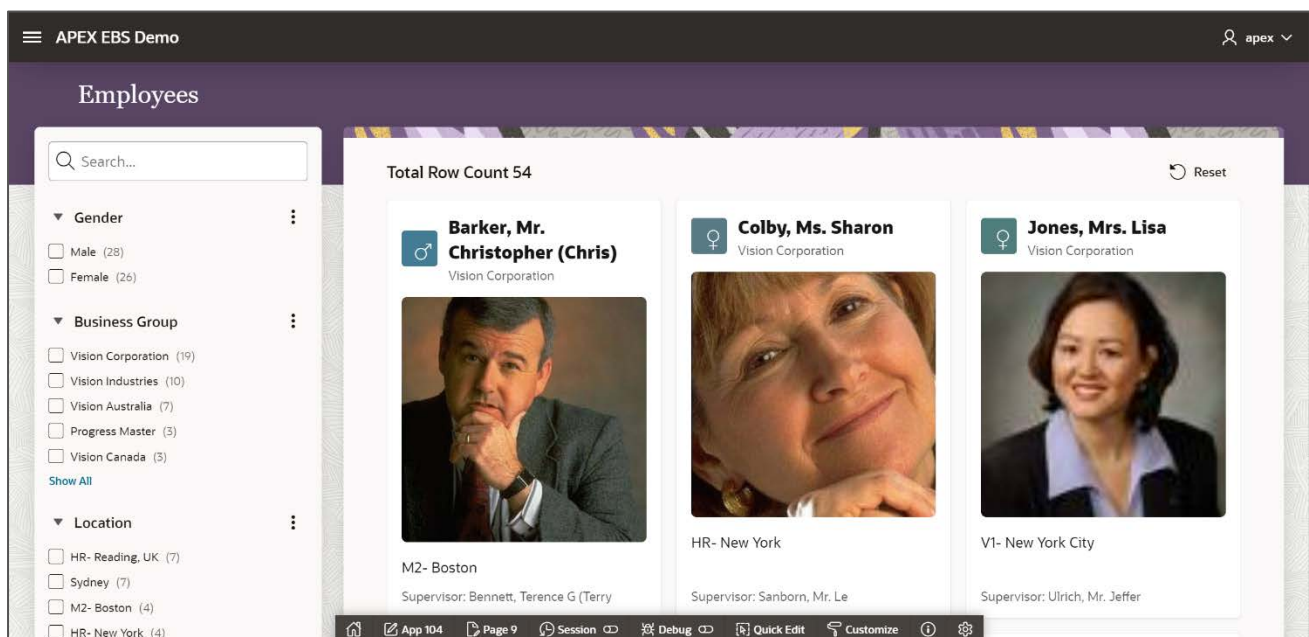 APEX EBS Demo
apex
Employees
Search...
Gender
Male (28)
Female (26)
Business Group
Vision Corporation (19)
Vision Industries (10)
Vision Australia (7)
Progress Master (3)
Vision Canada (3)
Show All
Location
HR- Reading, UK (7)
Sydney (7)
M2- Boston (4)
HR- New York (4)
Total Row Count 54
Reset
Barker, Mr.
Christopher (Chris)
Vision Corporation
M2- Boston
Supervisor: Bennett, Terence G (Terry
Colby, Ms. Sharon
Vision Corporation
HR- New York
Supervisor: Sanborn, Mr. Le
Jones, Mrs. Lisa
Vision Corporation
V1- New York City
Supervisor: Ulrich, Mr. Jeffer
App 104
Page 9
Session
Debug
Quick Edit
Customize